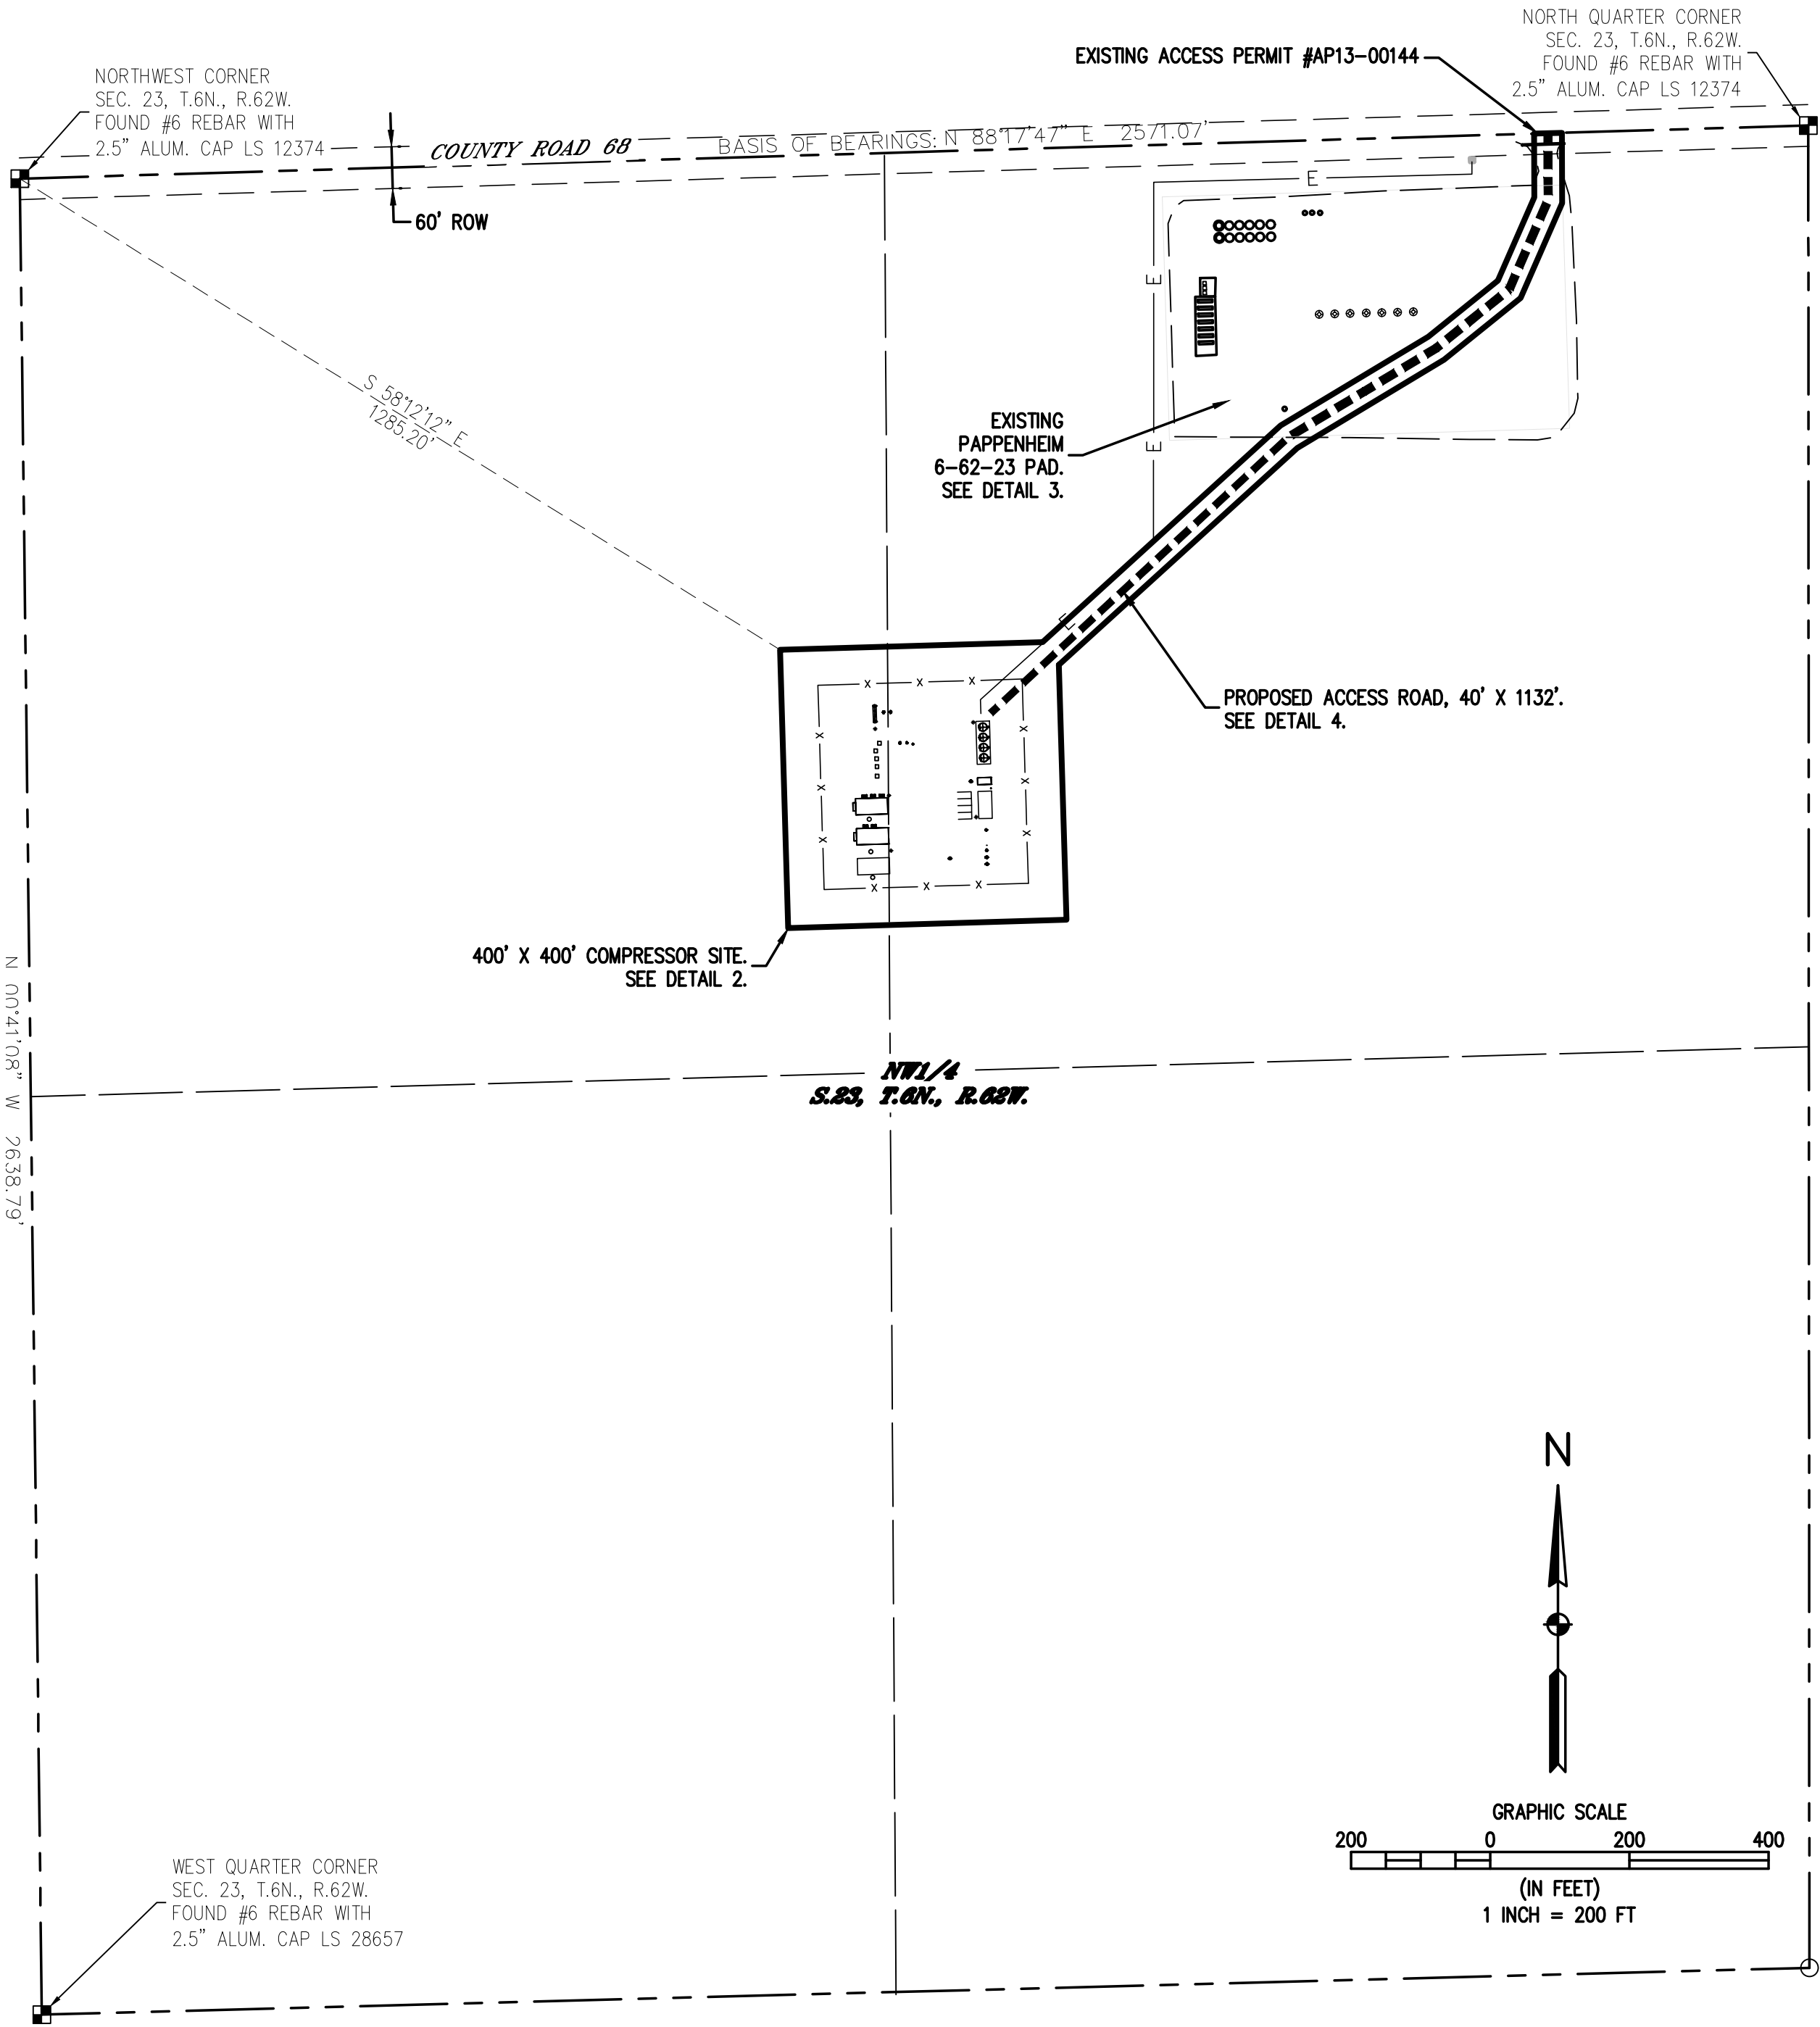 NORTH QUARTER CORNER
SEC. 23, T.6N., R.62W.
FOUND #6 REBAR WITH
2.5" ALUM. CAP LS 12374
EXISTING ACCESS PERMIT #AP13-00144
NORTHWEST CORNER
SEC. 23, T.6N., R.62W.
FOUND #6 REBAR WITH
2.5" ALUM. CAP LS 12374
COUNTY ROAD 68
BASIS OF BEARINGS: N 88°17'47" E 2571.07'
60' ROW
E
E
E
E
S 58°12'12" E
1285.20'
EXISTING
PAPPENHEIM
6-62-23 PAD.
SEE DETAIL 3.
PROPOSED ACCESS ROAD, 40' X 1132'.
SEE DETAIL 4.
X X X
X X
X X
X X
X X X
400' X 400' COMPRESSOR SITE.
SEE DETAIL 2.
N 00°41'08" W 2638.79'
NW1/4
S.23, T.6N., R.62W.
N
GRAPHIC SCALE
200 0 200 400
(IN FEET)
1 INCH = 200 FT
WEST QUARTER CORNER
SEC. 23, T.6N., R.62W.
FOUND #6 REBAR WITH
2.5" ALUM. CAP LS 28657